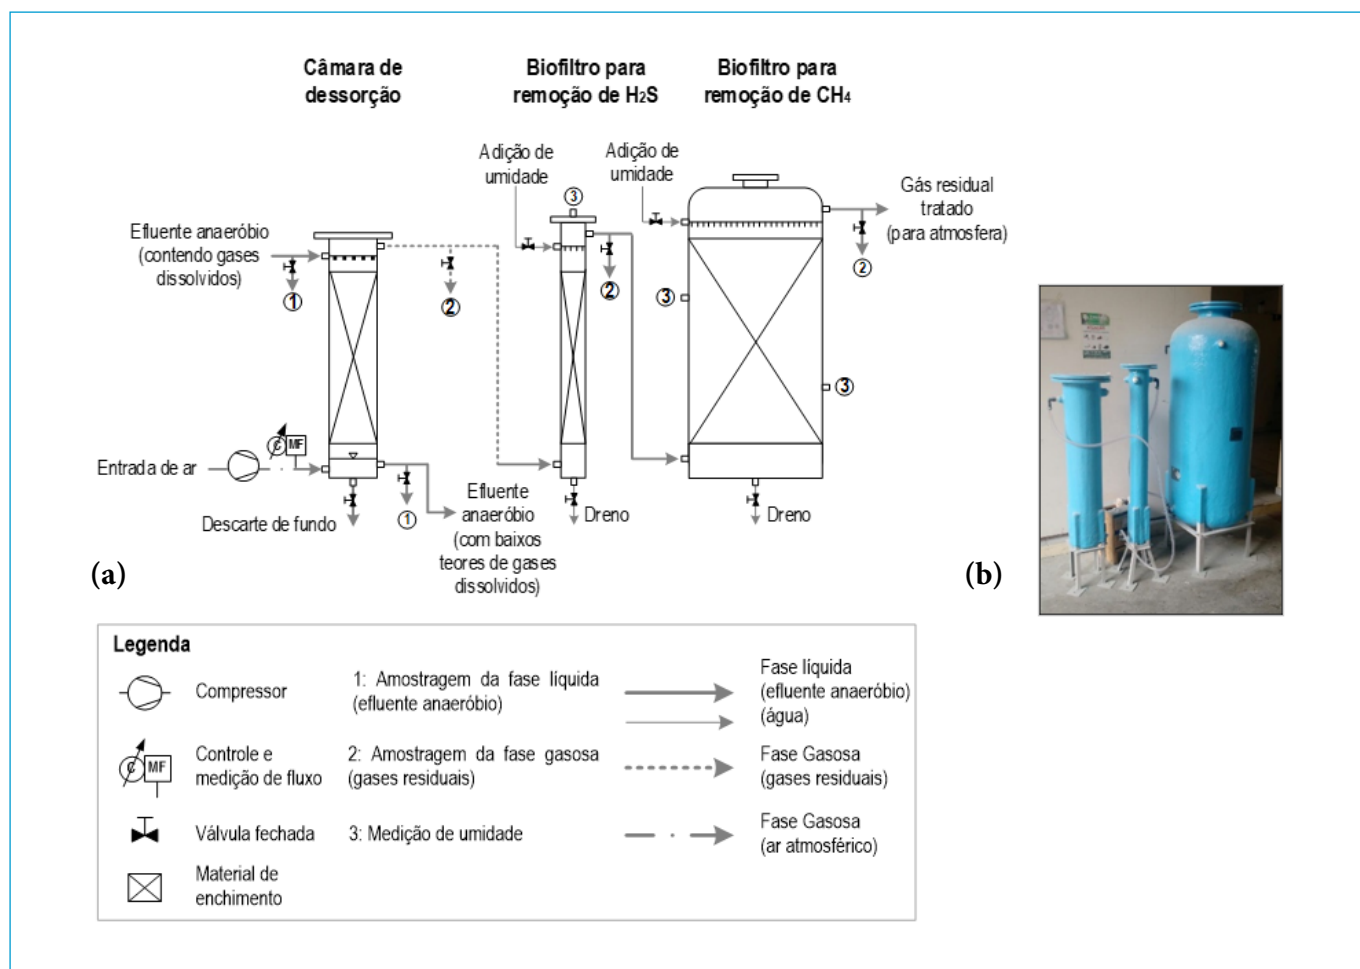 Câmara de
dessorção
Biofiltro para
remoção de H2S
Biofiltro para
remoção de CH4
Adição de
umidade
Adição de
umidade
3
Gás residual
tratado
(para atmosfera)
Efluente anaeróbio
(contendo gases
dissolvidos)
1
2
2
2
3
3
C
MF
Entrada de ar
Descarte de fundo
1
Efluente
anaeróbio
(com baixos
teores de gases
dissolvidos)
Dreno
Dreno
(a)
(b)
Legenda
Compressor
C
MF
Controle e
medição de fluxo
Válvula fechada
Material de
enchimento
1: Amostragem da fase líquida
(efluente anaeróbio)
2: Amostragem da fase gasosa
(gases residuais)
3: Medição de umidade
Fase líquida
(efluente anaeróbio)
(água)
Fase Gasosa
(gases residuais)
Fase Gasosa
(ar atmosférico)